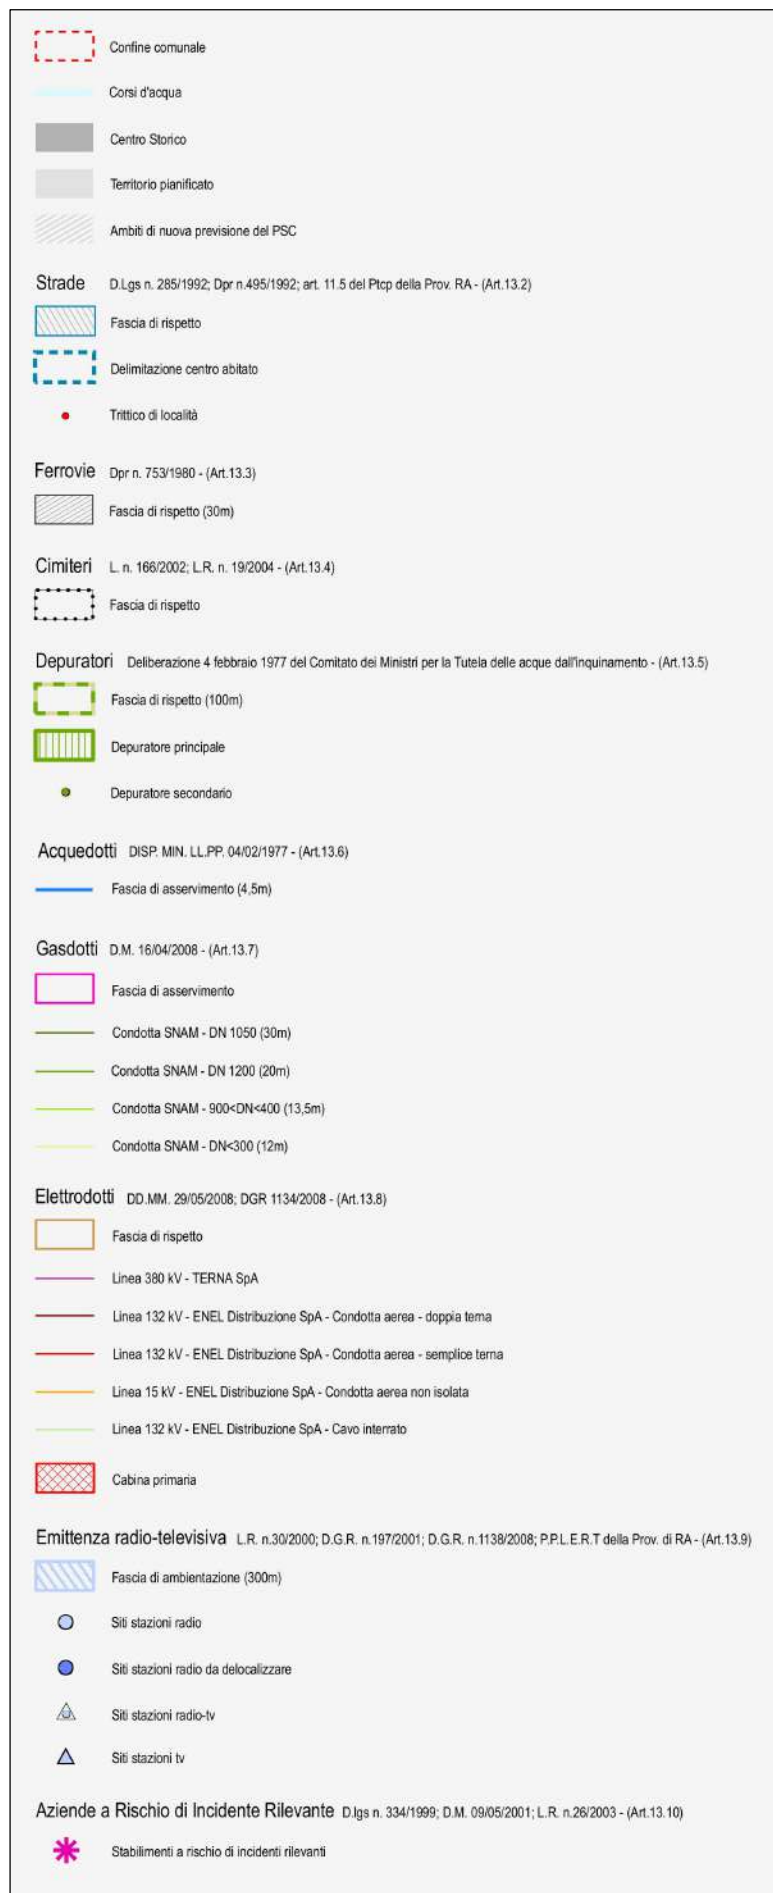 Confine comunale
Corsi d'acqua
Centro Storico
Territorio pianificato
Ambiti di nuova previsione del PSC
Strade D.Lgs n. 285/1992; Dpr n.495/1992; art. 11.5 del Ptcp della Prov. RA - (Art.13.2)
Fascia di rispetto
Delimitazione centro abitato
Trittico di località
Ferrovie Dpr n. 753/1980 - (Art.13.3)
Fascia di rispetto (30m)
Cimiteri L. n. 166/2002; L.R. n. 19/2004 - (Art.13.4)
Fascia di rispetto
Depuratori Deliberazione 4 febbraio 1977 del Comitato dei Ministri per la Tutela delle acque dall'inquinamento - (Art.13.5)
Fascia di rispetto (100m)
Depuratore principale
Depuratore secondario
Acquedotti DISP. MIN. LL.PP. 04/02/1977 - (Art.13.6)
Fascia di asservimento (4,5m)
Gasdotti D.M. 16/04/2008 - (Art.13.7)
Fascia di asservimento
Condotta SNAM - DN 1050 (30m)
Condotta SNAM - DN 1200 (20m)
Condotta SNAM - 900<DN<400 (13,5m)
Condotta SNAM - DN<300 (12m)
Elettrodotti DD.MM. 29/05/2008; DGR 1134/2008 - (Art.13.8)
Fascia di rispetto
Linea 380 kV - TERNA SpA
Linea 132 kV - ENEL Distribuzione SpA - Condotta aerea - doppia terna
Linea 132 kV - ENEL Distribuzione SpA - Condotta aerea - semplice terna
Linea 15 kV - ENEL Distribuzione SpA - Condotta aerea non isolata
Linea 132 kV - ENEL Distribuzione SpA - Cavo interrato
Cabina primaria
Emittenza radio-televisiva L.R. n.30/2000; D.G.R. n.197/2001; D.G.R. n.1138/2008; P.P.L.E.R.T della Prov. di RA - (Art.13.9)
Fascia di ambientazione (300m)
Siti stazioni radio
Siti stazioni radio da delocalizzare
Siti stazioni radio-tv
Siti stazioni tv
Aziende a Rischio di Incidente Rilevante D.lgs n. 334/1999; D.M. 09/05/2001; L.R. n.26/2003 - (Art.13.10)
Stabilimenti a rischio di incidenti rilevanti